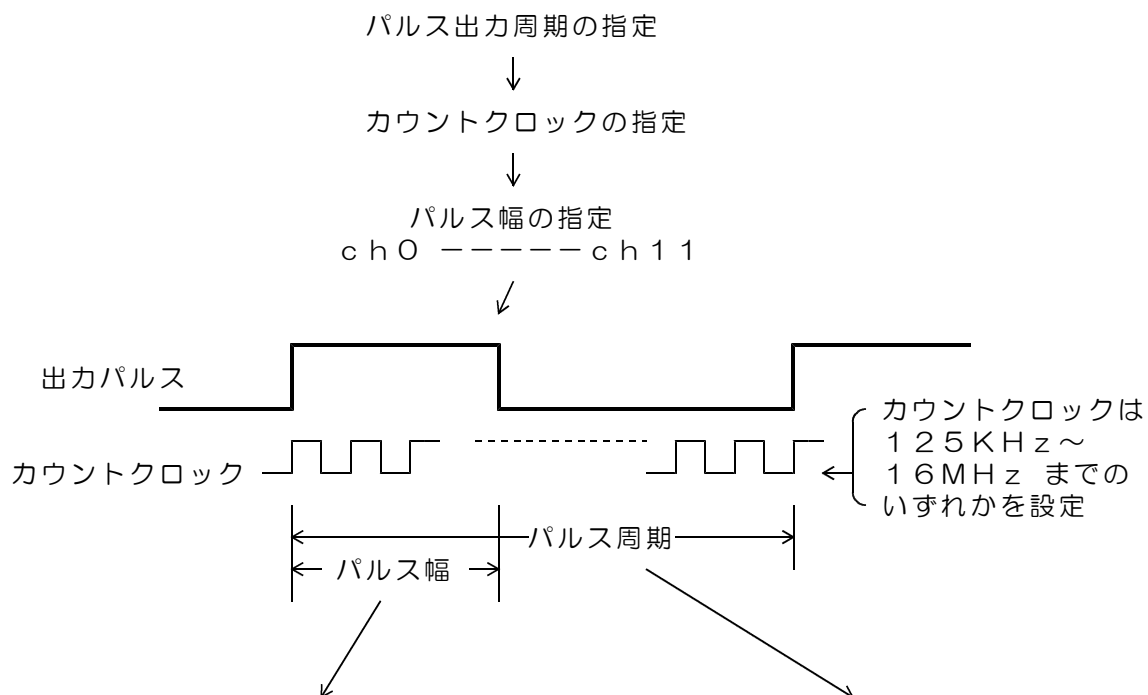 パルス出力周期の指定
カウントクロックの指定
パルス幅の指定
ｃｈ０ －－－－－ｃｈ１１
出力パルス
カウントクロック
カウントクロックは
１２５ＫＨｚ～
１６ＭＨｚ までの
いずれかを設定
パルス周期
パルス幅